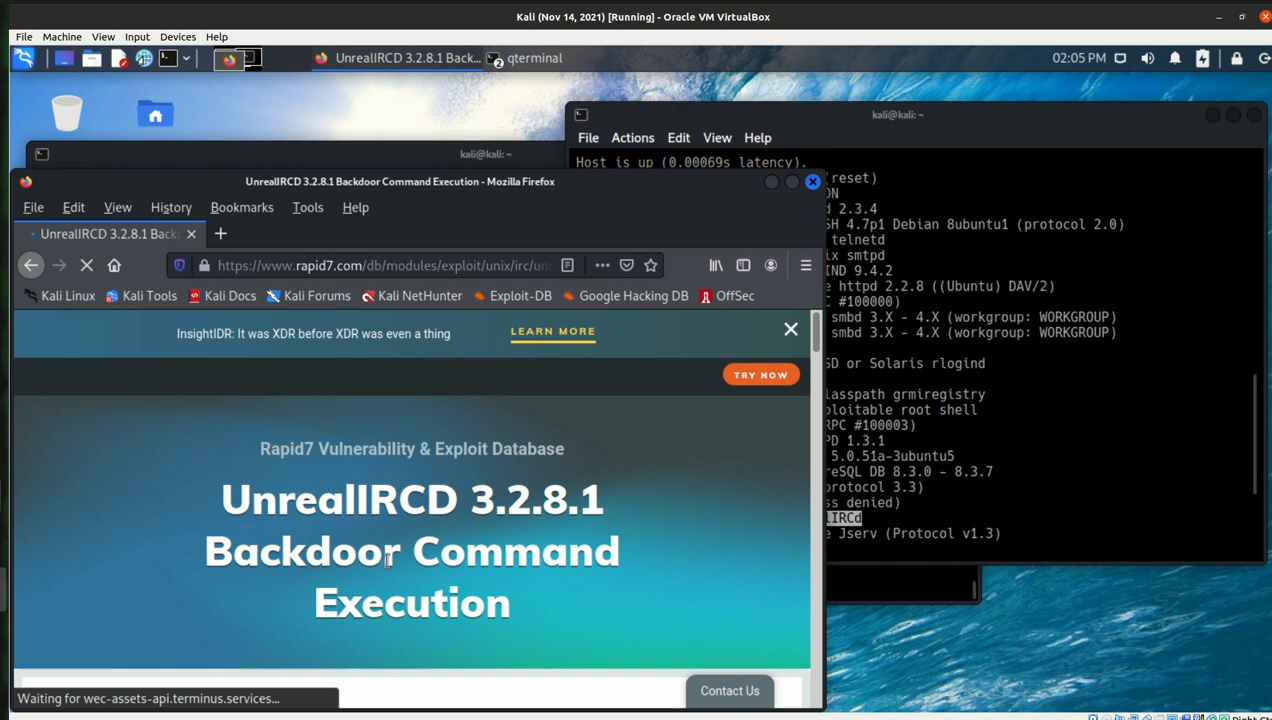 Kali (Nov 14, 2021) [Running] - Oracle VM VirtualBox
File Machine View Input Devices Help
UnrealIRCD 3.2.8.1 Back... 2 qterminal 02:05 PM
kali@kali: ~
File Actions Edit View Help
Host is up (0.00069s latency).
(reset)
ON
d 2.3.4
SH 4.7p1 Debian 8ubuntu1 (protocol 2.0)
telnetd
ix smtpd
IND 9.4.2
e httpd 2.2.8 ((Ubuntu) DAV/2)
C #100000)
smbd 3.X - 4.X (workgroup: WORKGROUP)
smbd 3.X - 4.X (workgroup: WORKGROUP)
SD or Solaris rlogind
lasspath grmiregistry
ploitable root shell
RPC #100003)
PD 1.3.1
5.0.51a-3ubuntu5
reSQL DB 8.3.0 - 8.3.7
protocol 3.3)
ss denied)
lIRCd
e Jserv (Protocol v1.3)
kali@kali: ~
UnrealIRCD 3.2.8.1 Backdoor Command Execution - Mozilla Firefox
File Edit View History Bookmarks Tools Help
UnrealIRCD 3.2.8.1 Back
https://www.rapid7.com/db/modules/exploit/unix/irc/un
Kali Linux Kali Tools Kali Docs Kali Forums Kali NetHunter Exploit-DB Google Hacking DB OffSec
InsightIDR: It was XDR before XDR was even a thing LEARN MORE
TRY NOW
Rapid7 Vulnerability & Exploit Database
UnrealIRCD 3.2.8.1
Backdoor Command
Execution
Contact Us
Waiting for wec-assets-api.terminus.services...